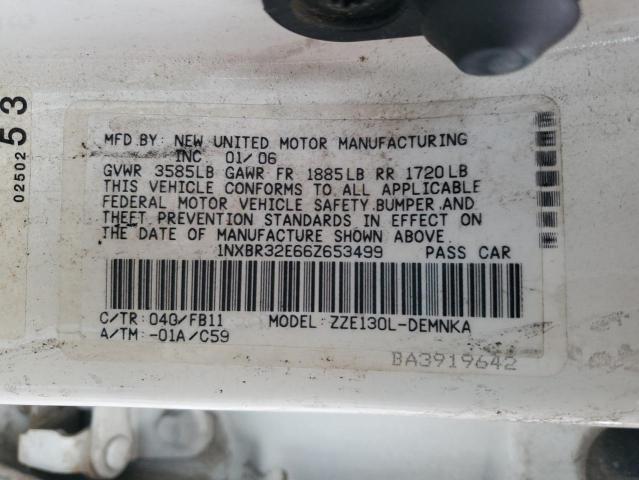 MFD.BY: NEW UNITED MOTOR MANUFACTURING
INC 01/06
GVWR 3585LB GAWR FR 1885LB RR 1720LB
THIS VEHICLE CONFORMS TO ALL APPLICABLE
FEDERAL MOTOR VEHICLE SAFETY.BUMPER.AND
THEFT PREVENTION STANDARDS IN EFFECT ON
THE DATE OF MANUFACTURE SHOWN ABOVE.
1NXBR32E66Z653499 PASS CAR
C/TR: 040/FB11 MODEL: ZZE130L-DEMNKA
A/TM: -01A/C59
BA3919642
02502 53